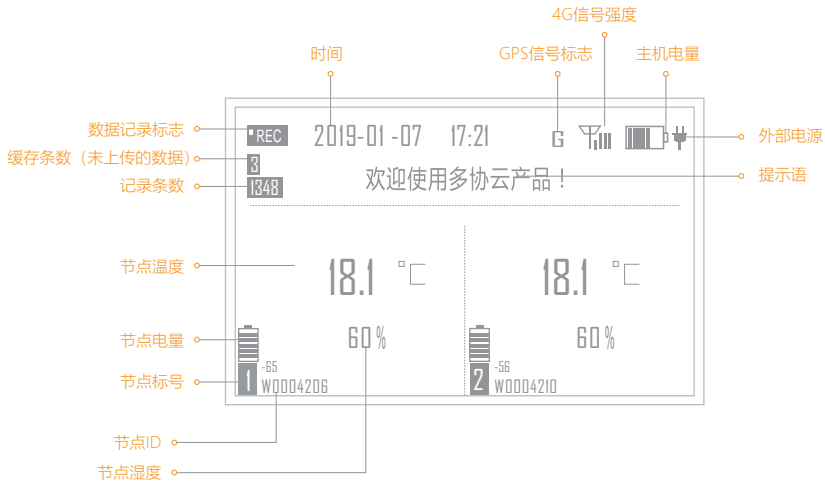 4G信号强度
时间
GPS信号标志
主机电量
数据记录标志
REC
2019-01-07 17:21
G
外部电源
缓存条数（未上传的数据）
3
欢迎使用多协云产品！
提示语
记录条数
1348
节点温度
18.1 ℃
18.1 ℃
节点电量
60%
60%
节点标号
1
-65
W0004206
2
-56
W0004210
节点ID
节点湿度